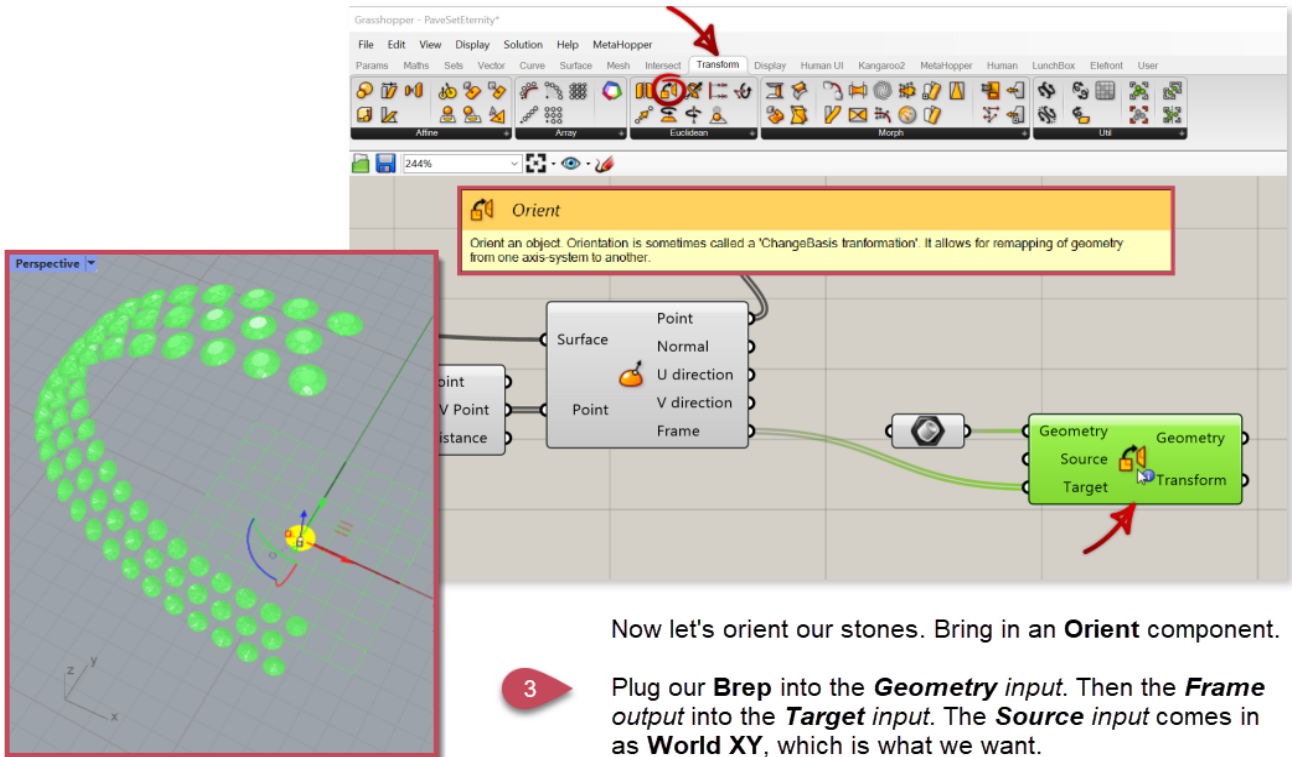 Grasshopper - PaveSetEternity*
File Edit View Display Solution Help MetaHopper
Params Maths Sets Vector Curve Surface Mesh Intersect Transform Display Human UI Kangaroo2 MetaHopper Human LunchBox Elefront User
Affine Array Euclidean Morph Util
244%
Orient
Orient an object. Orientation is sometimes called a 'ChangeBasis tranformation'. It allows for remapping of geometry
from one axis-system to another.
Perspective
Surface
Point
Point
Normal
U direction
V direction
Frame
oint
V Point
istance
Geometry
Source
Target
Geometry
Transform
z y
x
Now let's orient our stones. Bring in an Orient component.
3
Plug our Brep into the Geometry input. Then the Frame
output into the Target input. The Source input comes in
as World XY, which is what we want.